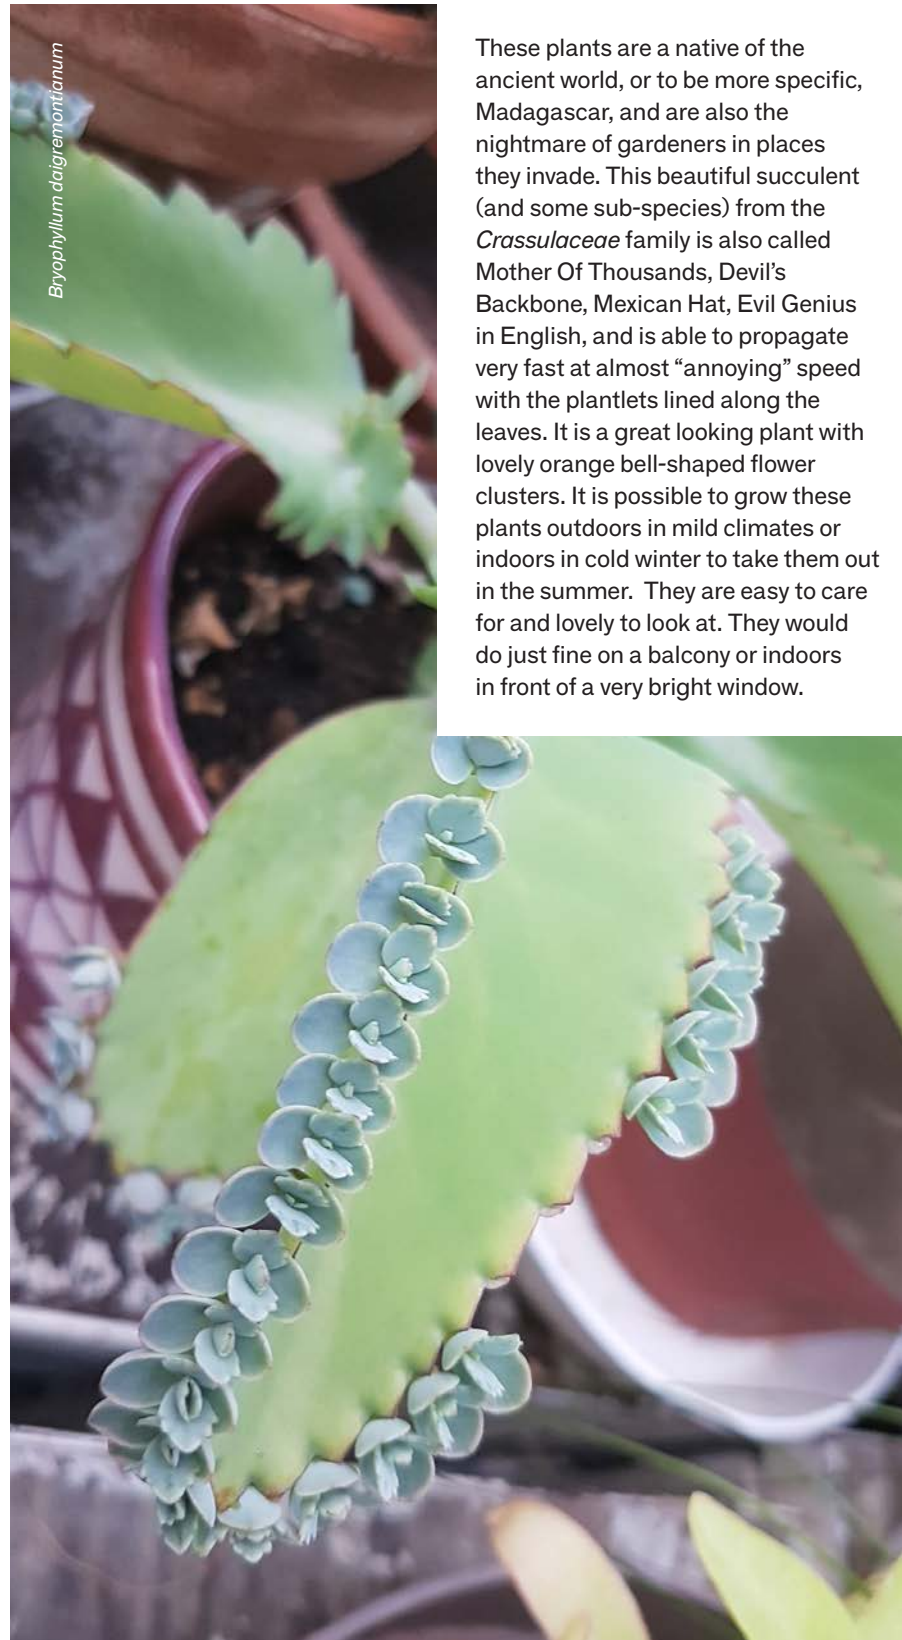 Bryophyllum daigremontianum
These plants are a native of the
ancient world, or to be more specific,
Madagascar, and are also the
nightmare of gardeners in places
they invade. This beautiful succulent
(and some sub-species) from the
Crassulaceae family is also called
Mother Of Thousands, Devil’s
Backbone, Mexican Hat, Evil Genius
in English, and is able to propagate
very fast at almost “annoying” speed
with the plantlets lined along the
leaves. It is a great looking plant with
lovely orange bell-shaped flower
clusters. It is possible to grow these
plants outdoors in mild climates or
indoors in cold winter to take them out
in the summer.  They are easy to care
for and lovely to look at. They would
do just fine on a balcony or indoors
in front of a very bright window.